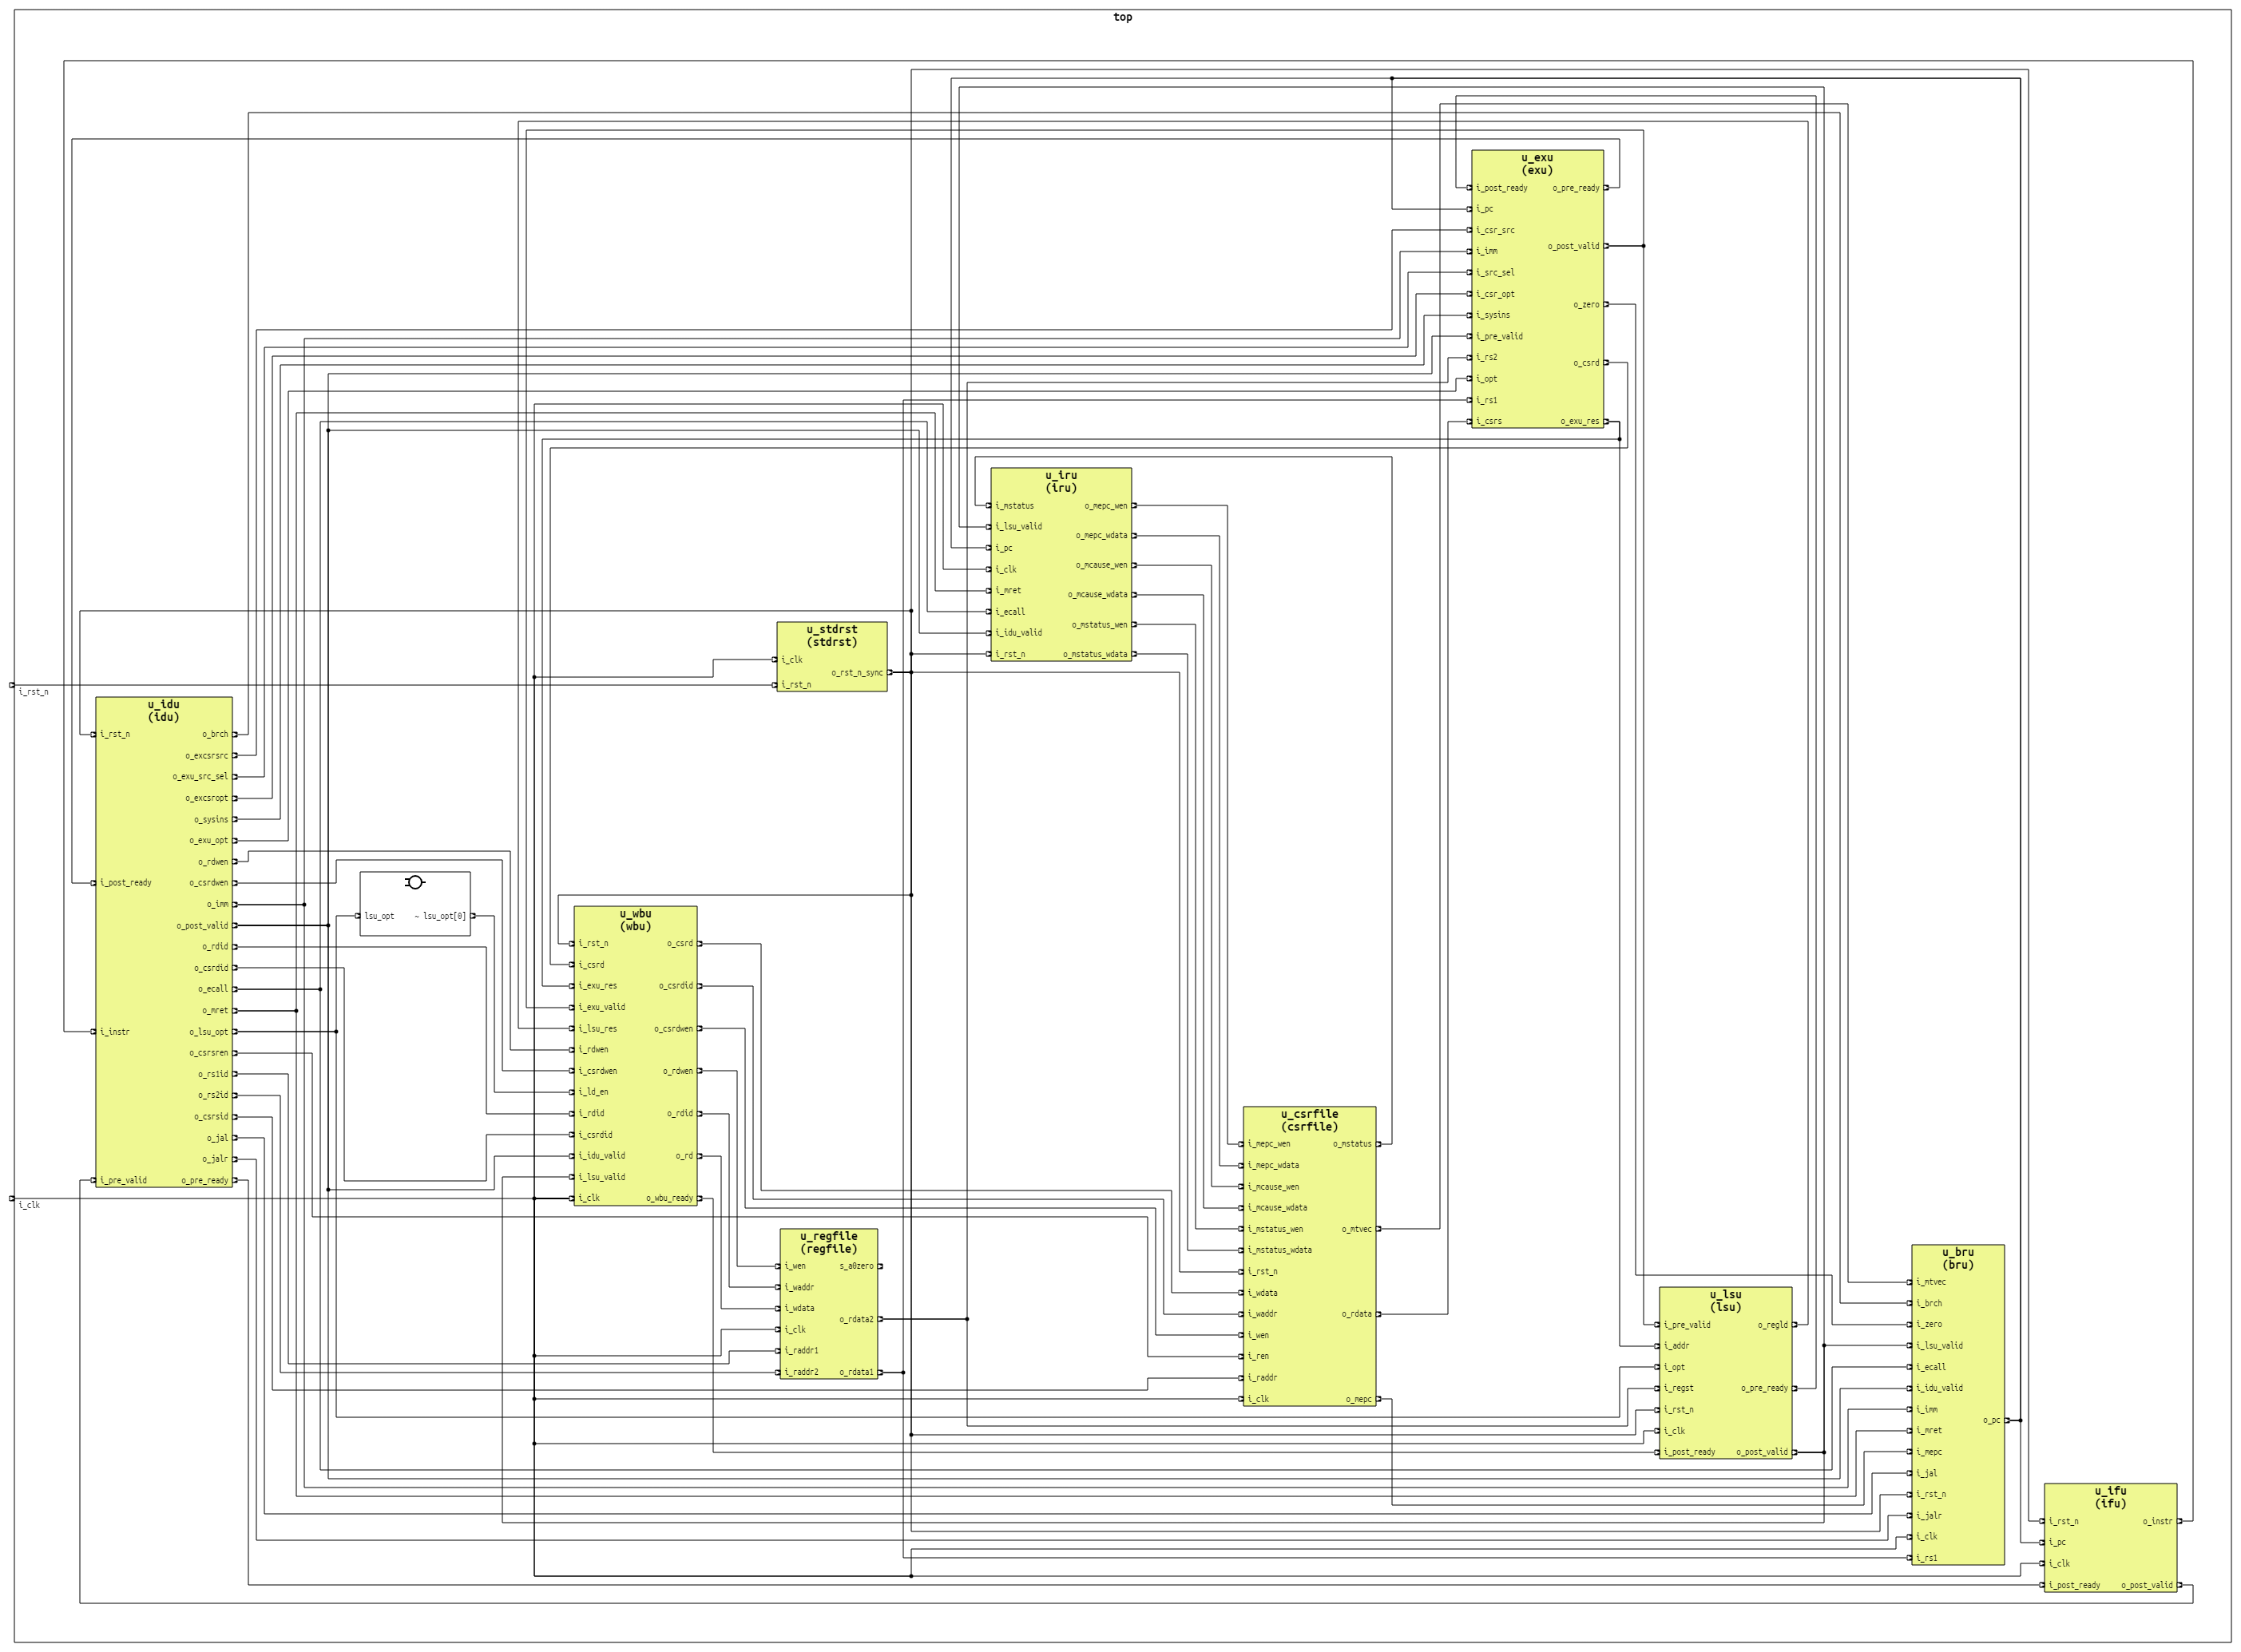 top
u_exu
(exu)
i_post_ready
o_pre_ready
i_pc
i_csr_src
o_post_valid
i_imm
i_src_sel
i_csr_opt
o_zero
i_sysins
i_pre_valid
i_rs2
o_csrd
i_opt
i_rs1
i_csrs
o_exu_res
u_iru
(iru)
i_mstatus
o_mepc_wen
i_lsu_valid
o_mepc_wdata
i_pc
o_mcause_wen
i_clk
i_mret
o_mcause_wdata
i_ecall
o_mstatus_wen
i_idu_valid
i_rst_n
o_mstatus_wdata
u_stdrst
(stdrst)
i_clk
o_rst_n_sync
i_rst_n
i_rst_n
u_idu
(idu)
i_rst_n
o_brch
o_excsrsrc
o_exu_src_sel
o_excsropt
o_sysins
o_exu_opt
o_rdwen
i_post_ready
o_csrdwen
o_imm
o_post_valid
o_rdid
o_csrdid
o_ecall
o_mret
i_instr
o_lsu_opt
o_csrsren
o_rs1id
o_rs2id
o_csrsid
o_jal
o_jalr
i_pre_valid
o_pre_ready
i_clk
lsu_opt
~ lsu_opt[0]
u_wbu
(wbu)
i_rst_n
o_csrd
i_csrd
i_exu_res
o_csrdid
i_exu_valid
i_lsu_res
o_csrdwen
i_rdwen
i_csrdwen
o_rdwen
i_ld_en
i_rdid
o_rdid
i_csrdid
i_idu_valid
o_rd
i_lsu_valid
i_clk
o_wbu_ready
u_regfile
(regfile)
i_wen
s_a0zero
i_waddr
i_wdata
o_rdata2
i_clk
i_raddr1
i_raddr2
o_rdata1
u_csrfile
(csrfile)
i_mepc_wen
o_mstatus
i_mepc_wdata
i_mcause_wen
i_mcause_wdata
i_mstatus_wen
o_mtvec
i_mstatus_wdata
i_rst_n
i_wdata
i_waddr
o_rdata
i_wen
i_ren
i_raddr
i_clk
o_mepc
u_lsu
(lsu)
i_pre_valid
o_regld
i_addr
i_opt
i_regst
o_pre_ready
i_rst_n
i_clk
i_post_ready
o_post_valid
u_bru
(bru)
i_mtvec
i_brch
i_zero
i_lsu_valid
i_ecall
i_idu_valid
i_imm
o_pc
i_mret
i_mepc
i_jal
i_rst_n
i_jalr
i_clk
i_rs1
u_ifu
(ifu)
i_rst_n
o_instr
i_pc
i_clk
i_post_ready
o_post_valid